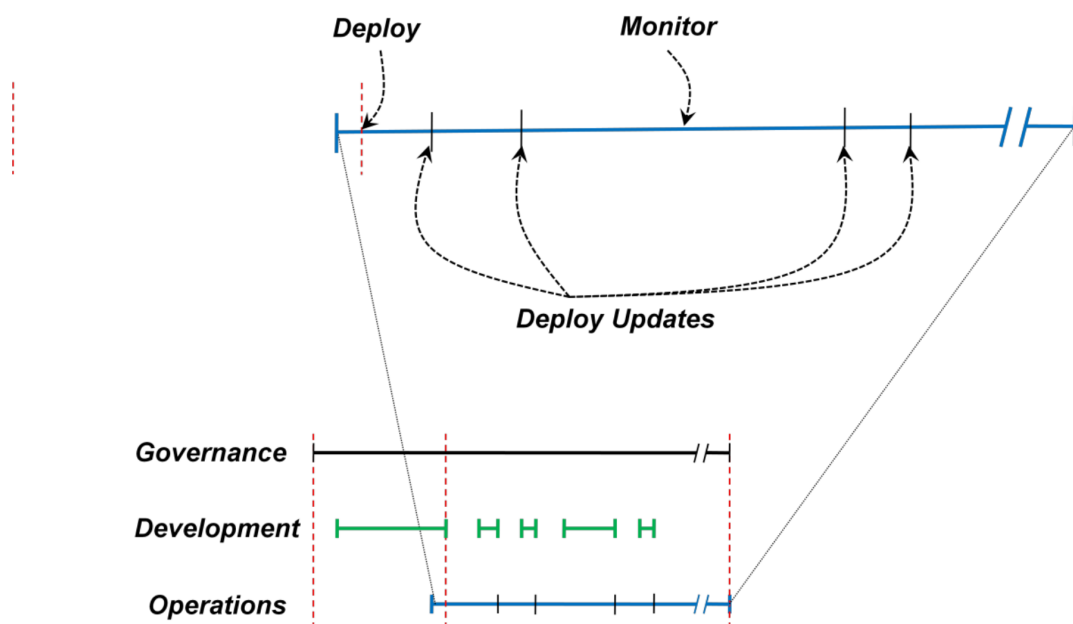 Deploy
Monitor
Deploy Updates
Governance
Development
Operations